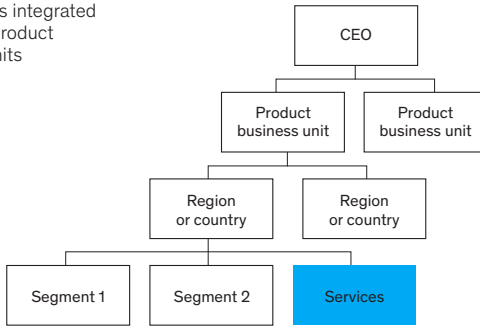 s integrated
roduct
nits
CEO
Product
business unit
Product
business unit
Region
or country
Region
or country
Segment 1
Segment 2
Services